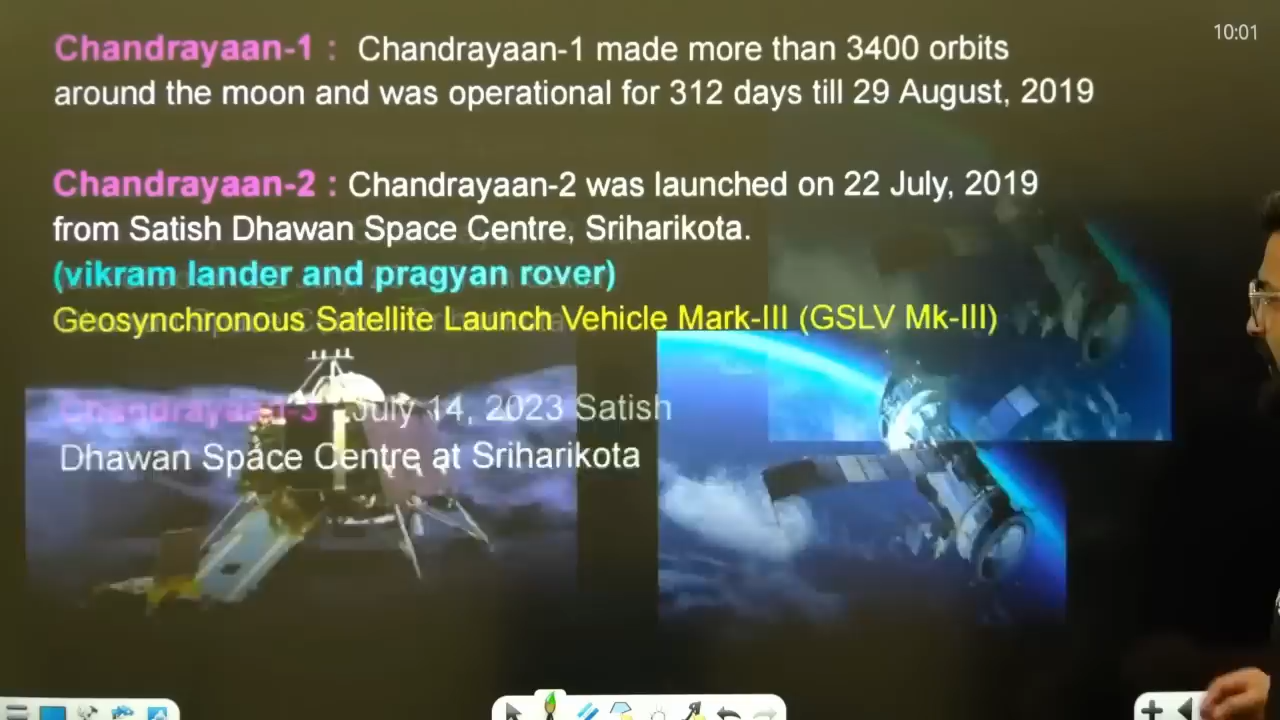 10:01
Chandrayaan-1 : Chandrayaan-1 made more than 3400 orbits
around the moon and was operational for 312 days till 29 August, 2019
Chandrayaan-2 : Chandrayaan-2 was launched on 22 July, 2019
from Satish Dhawan Space Centre, Sriharikota.
(vikram lander and pragyan rover)
Geosynchronous Satellite Launch Vehicle Mark-III (GSLV Mk-III)
Chandrayaan-3 : July 14, 2023 Satish
Dhawan Space Centre at Sriharikota